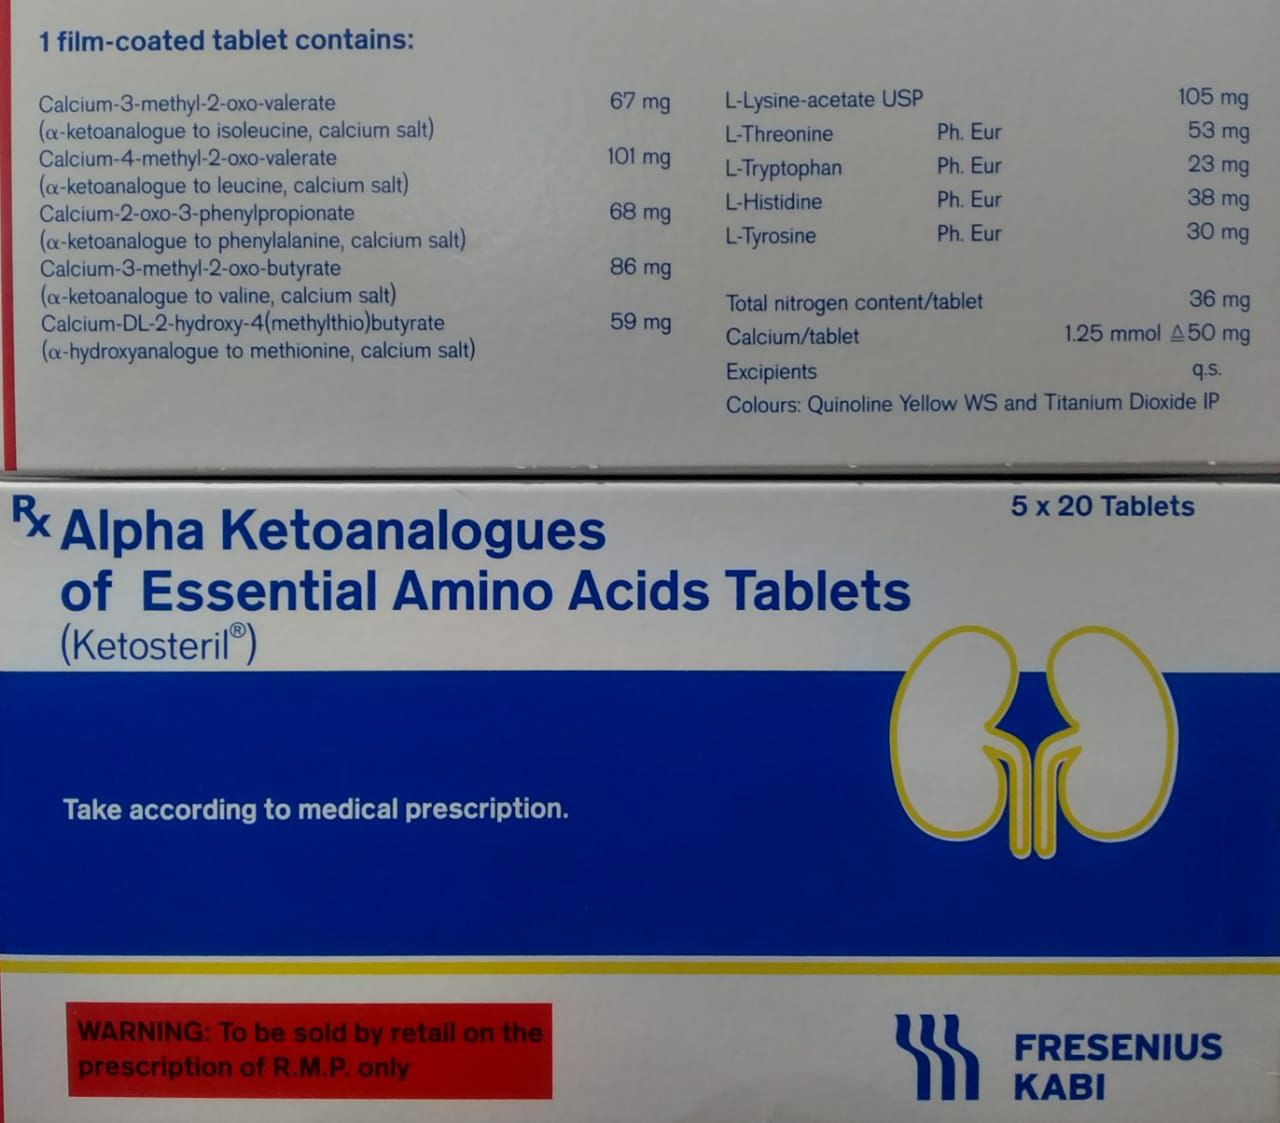 1 film-coated tablet contains:
Calcium-3-methyl-2-oxo-valerate 67 mg
(α-ketoanalogue to isoleucine, calcium salt)
Calcium-4-methyl-2-oxo-valerate 101 mg
(α-ketoanalogue to leucine, calcium salt)
Calcium-2-oxo-3-phenylpropionate 68 mg
(α-ketoanalogue to phenylalanine, calcium salt)
Calcium-3-methyl-2-oxo-butyrate 86 mg
(α-ketoanalogue to valine, calcium salt)
Calcium-DL-2-hydroxy-4(methylthio)butyrate 59 mg
(α-hydroxyanalogue to methionine, calcium salt)
L-Lysine-acetate USP 105 mg
L-Threonine Ph. Eur 53 mg
L-Tryptophan Ph. Eur 23 mg
L-Histidine Ph. Eur 38 mg
L-Tyrosine Ph. Eur 30 mg
Total nitrogen content/tablet 36 mg
Calcium/tablet 1.25 mmol ≙ 50 mg
Excipients q.s.
Colours: Quinoline Yellow WS and Titanium Dioxide IP
5 x 20 Tablets
Rx Alpha Ketoanalogues
of Essential Amino Acids Tablets
(Ketosteril®)
Take according to medical prescription.
WARNING: To be sold by retail on the
prescription of R.M.P. only
FRESENIUS
KABI